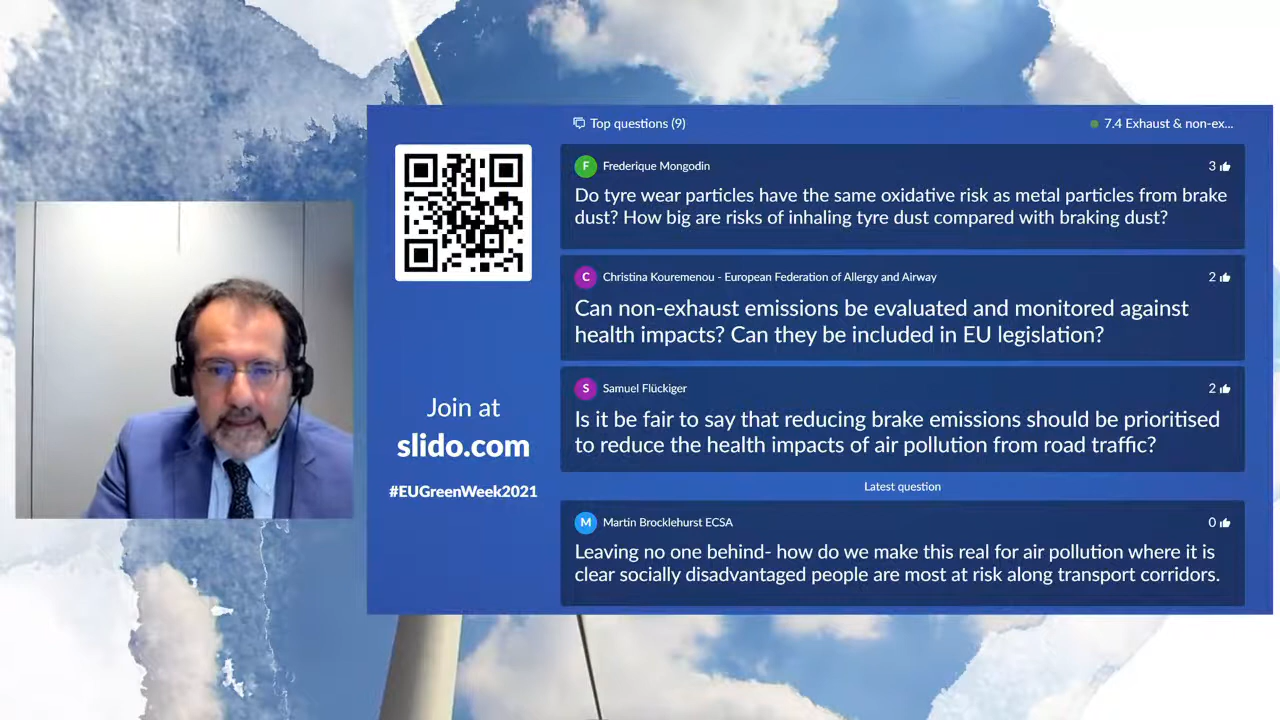 Top questions (9)
7.4 Exhaust & non-ex...
F Frederique Mongodin
3
Do tyre wear particles have the same oxidative risk as metal particles from brake
dust? How big are risks of inhaling tyre dust compared with braking dust?
C Christina Kouremenou - European Federation of Allergy and Airway
2
Can non-exhaust emissions be evaluated and monitored against
health impacts? Can they be included in EU legislation?
S Samuel Flückiger
2
Is it be fair to say that reducing brake emissions should be prioritised
to reduce the health impacts of air pollution from road traffic?
Latest question
M Martin Brocklehurst ECSA
0
Leaving no one behind- how do we make this real for air pollution where it is
clear socially disadvantaged people are most at risk along transport corridors.
Join at
slido.com
#EUGreenWeek2021